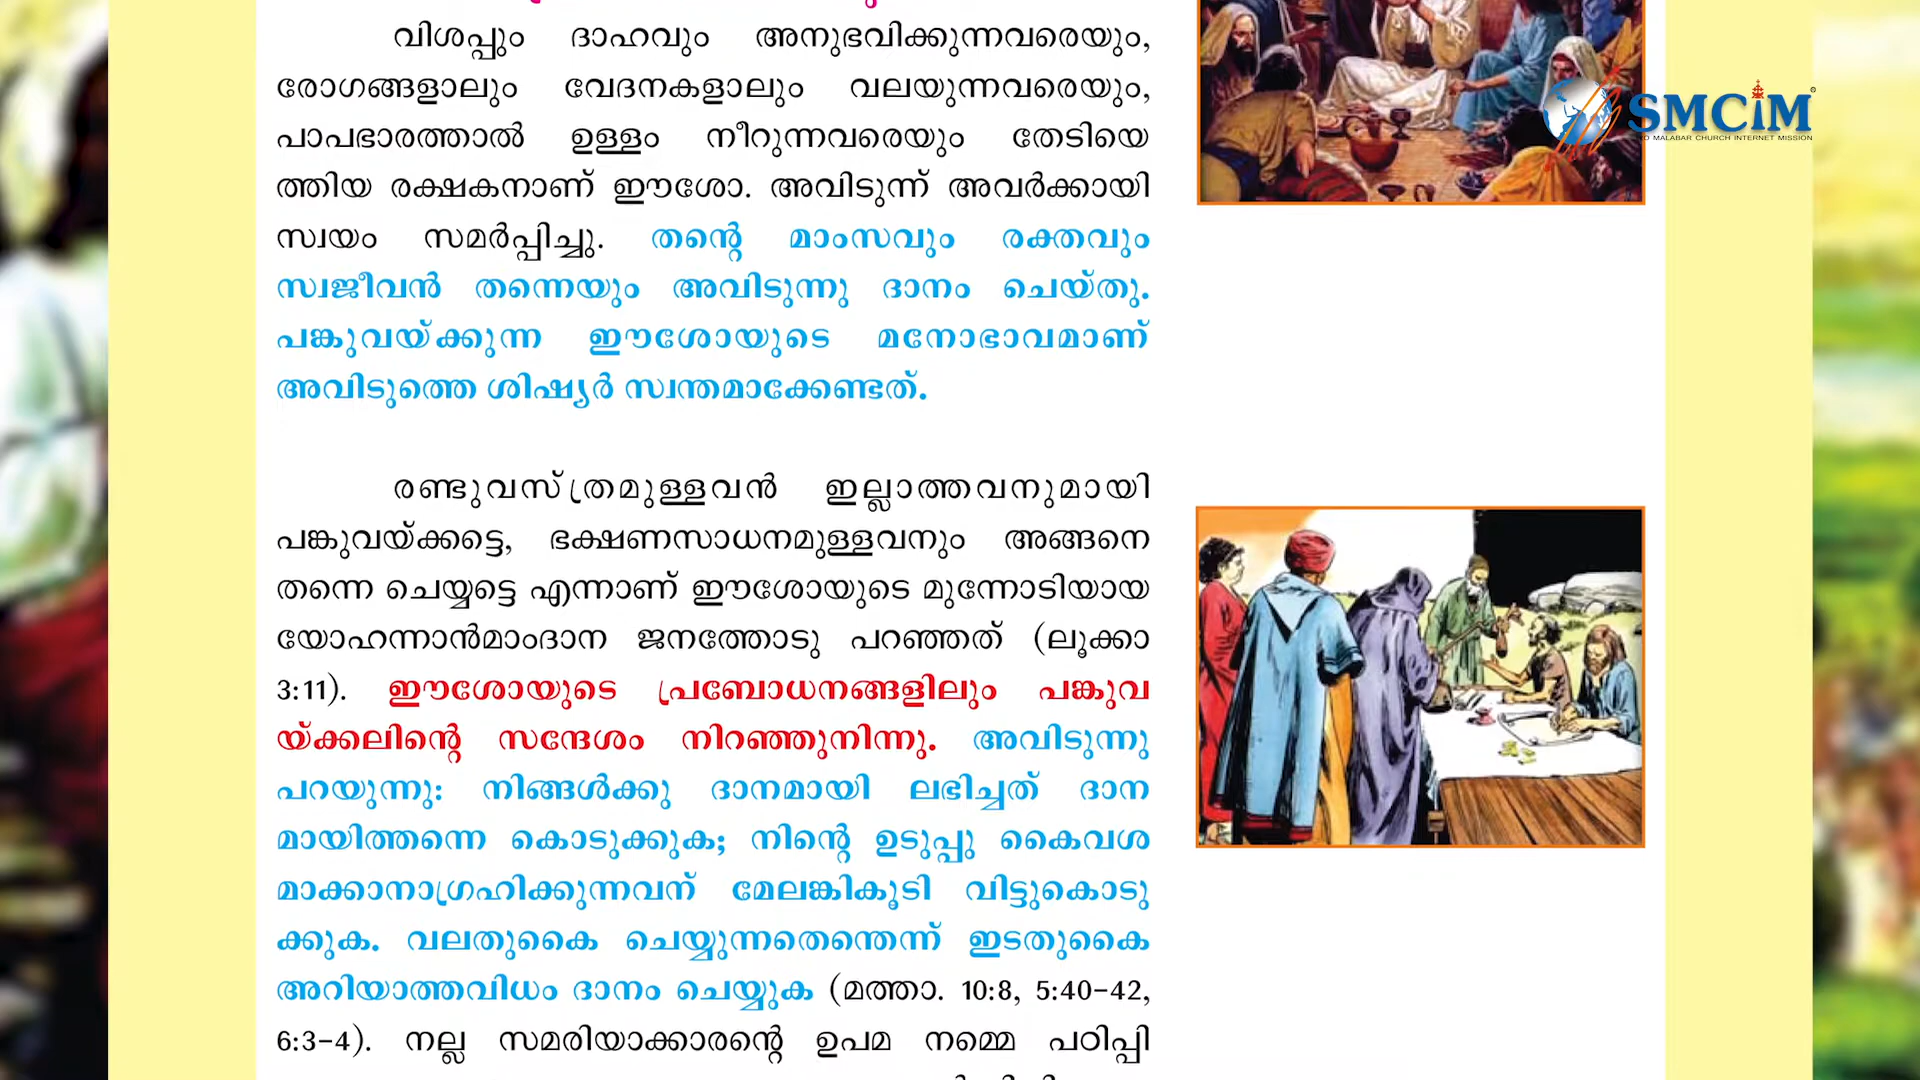 വിശപ്പും ദാഹവും അനുഭവിക്കുന്നവരെയും,
രോഗങ്ങളാലും വേദനകളാലും വലയുന്നവരെയും,
പാപഭാരത്താൽ ഉള്ളം നീറുന്നവരെയും തേടിയെ
ത്തിയ രക്ഷകനാണ് ഈശോ. അവിടുന്ന് അവർക്കായി
സ്വയം സമർപ്പിച്ചു. തന്റെ മാംസവും രക്തവും
സ്വജീവൻ തന്നെയും അവിടുന്നു ദാനം ചെയ്തു.
പങ്കുവയ്ക്കുന്ന ഈശോയുടെ മനോഭാവമാണ്
അവിടുത്തെ ശിഷ്യർ സ്വന്തമാക്കേണ്ടത്.
രണ്ടുവസ്ത്രമുള്ളവൻ ഇല്ലാത്തവനുമായി
പങ്കുവയ്ക്കട്ടെ, ഭക്ഷണസാധനമുള്ളവനും അങ്ങനെ
തന്നെ ചെയ്യട്ടെ എന്നാണ് ഈശോയുടെ മുന്നോടിയായ
യോഹന്നാൻമാംദാന ജനത്തോടു പറഞ്ഞത് (ലൂക്കാ
3:11). ഈശോയുടെ പ്രബോധനങ്ങളിലും പങ്കുവ
യ്ക്കലിന്റെ സന്ദേശം നിറഞ്ഞുനിന്നു. അവിടുന്നു
പറയുന്നു: നിങ്ങൾക്കു ദാനമായി ലഭിച്ചത് ദാന
മായിത്തന്നെ കൊടുക്കുക; നിന്റെ ഉടുപ്പു കൈവശ
മാക്കാനാഗ്രഹിക്കുന്നവന് മേലങ്കികൂടി വിട്ടുകൊടു
ക്കുക. വലതുകൈ ചെയ്യുന്നതെന്തെന്ന് ഇടതുകൈ
അറിയാത്തവിധം ദാനം ചെയ്യുക (മത്താ. 10:8, 5:40-42,
6:3-4). നല്ല സമരിയാക്കാരന്റെ ഉപമ നമ്മെ പഠിപ്പി
SMCIM
MALABAR CHURCH INTERNET MISSION